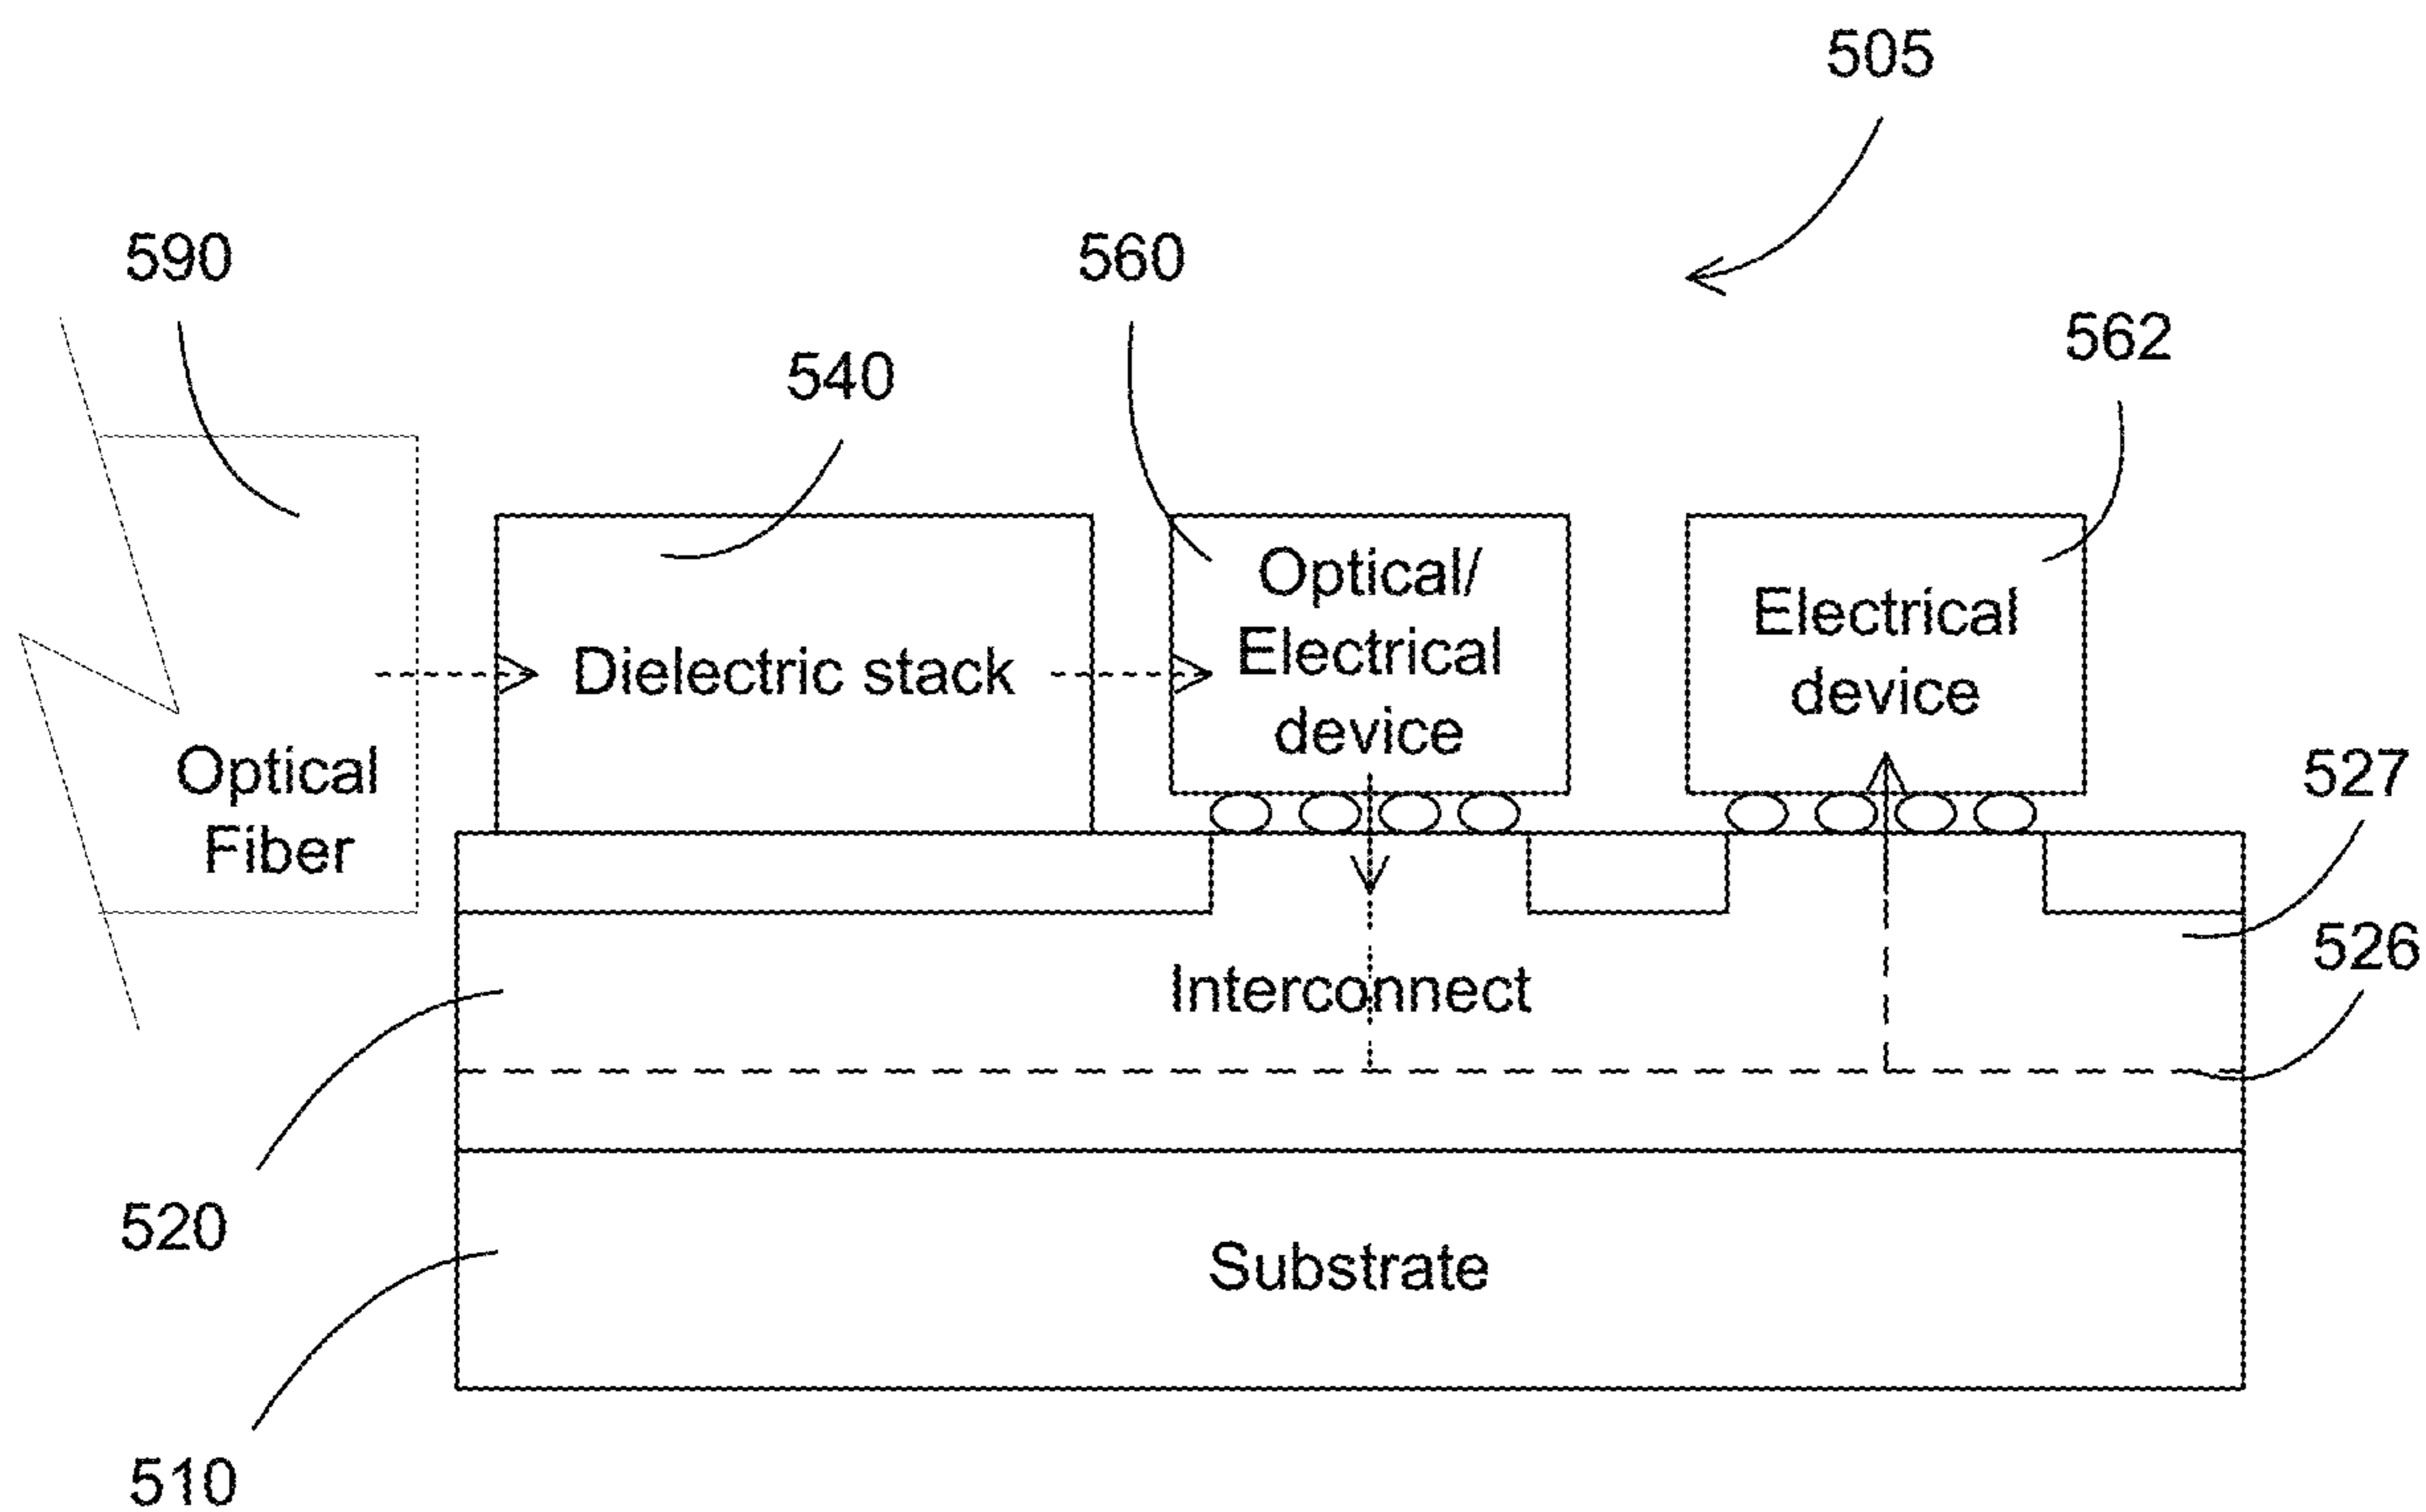 505
590
560
562
540
Optical/
Electrical
device
Electrical
device
Dielectric stack
Optical
Fiber
527
526
Interconnect
520
Substrate
510